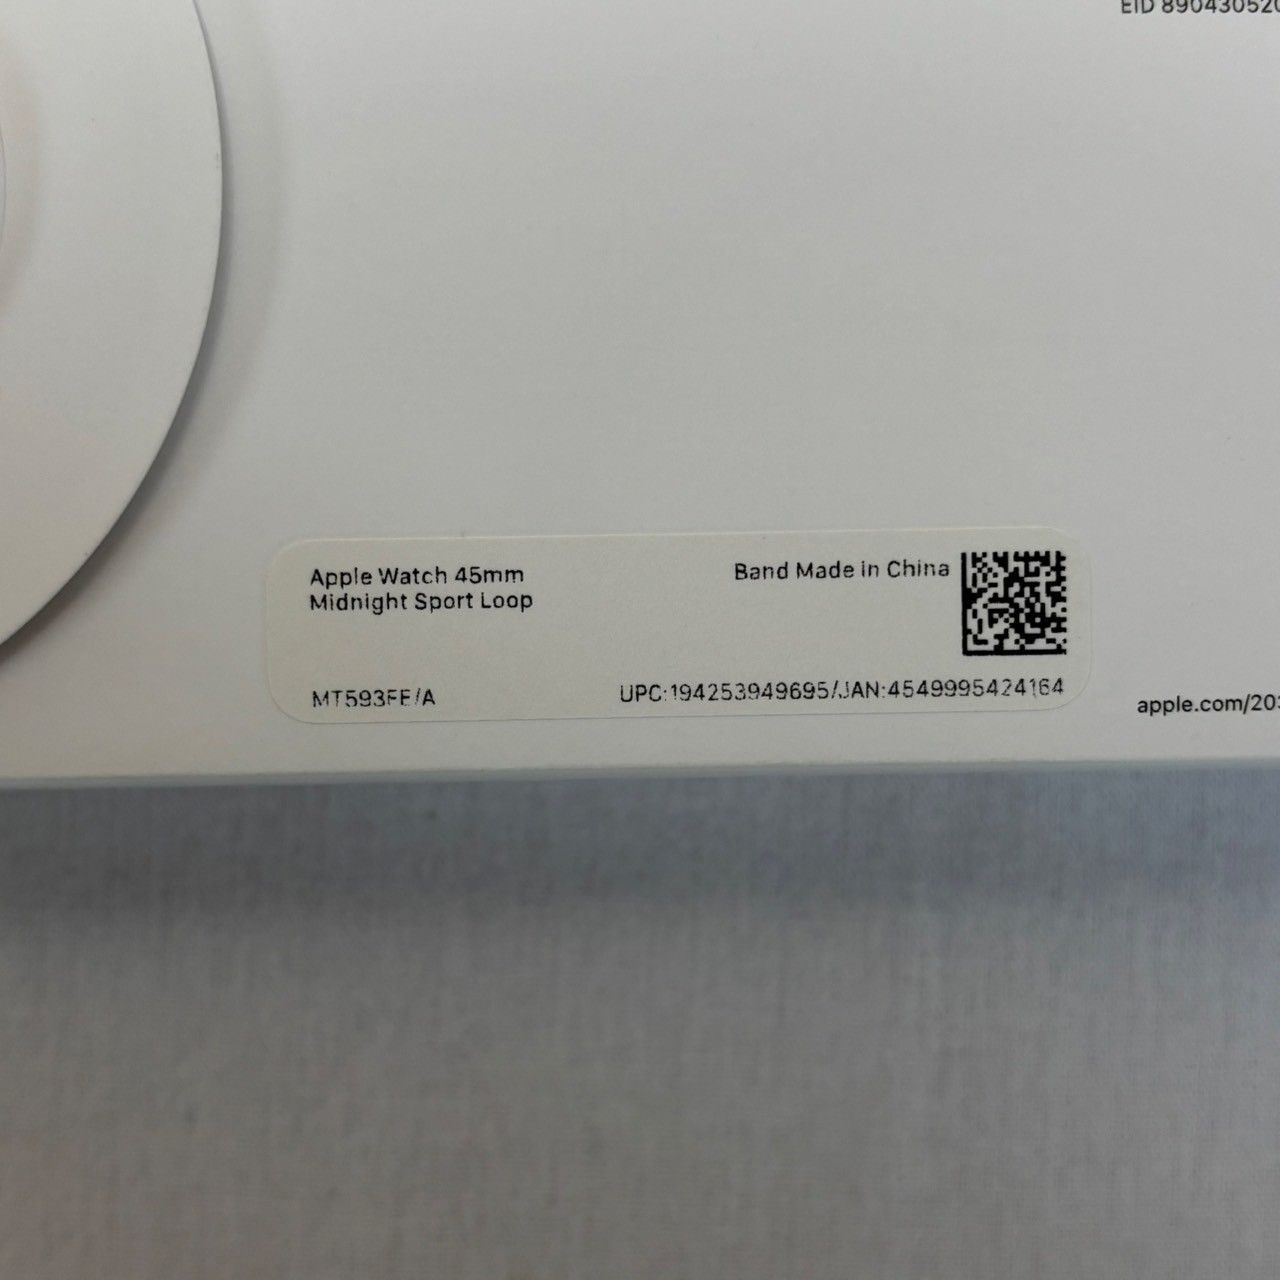 EID 890430520
Apple Watch 45mm
Midnight Sport Loop
Band Made in China
MT593FE/A
UPC:194253949695/JAN:4549995424164
apple.com/203